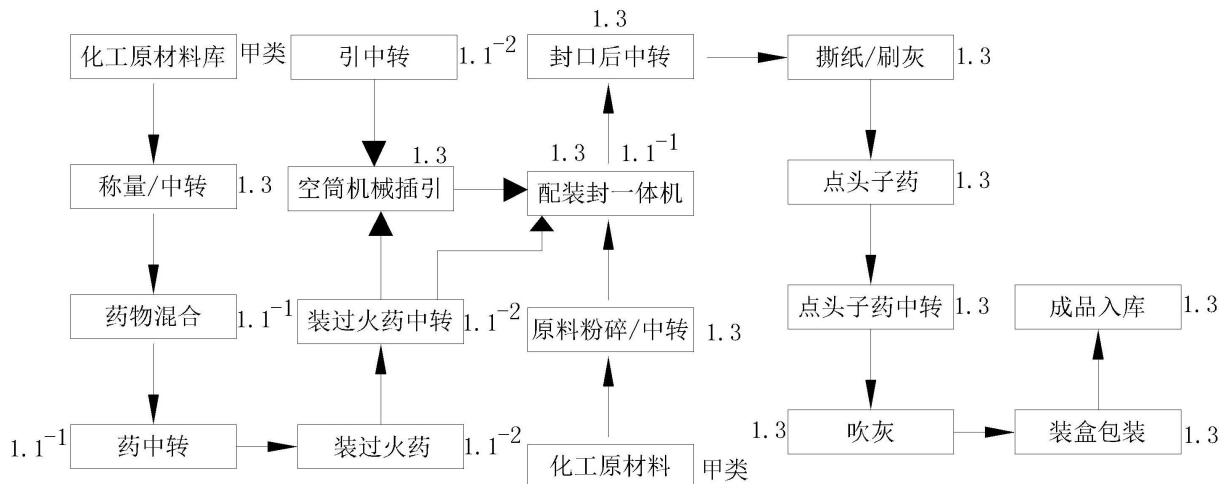 1.3
化工原材料库 甲类
引中转 1.1⁻²
封口后中转
撕纸/刷灰 1.3
称量/中转 1.3
1.3
空筒机械插引
1.3 1.1⁻¹
配装封一体机
点头子药 1.3
药物混合 1.1⁻¹
装过火药中转 1.1⁻²
原料粉碎/中转 1.3
点头子药中转 1.3
成品入库 1.3
1.1⁻¹ 药中转
装过火药 1.1⁻²
化工原材料 甲类
1.3 吹灰
装盒包装 1.3